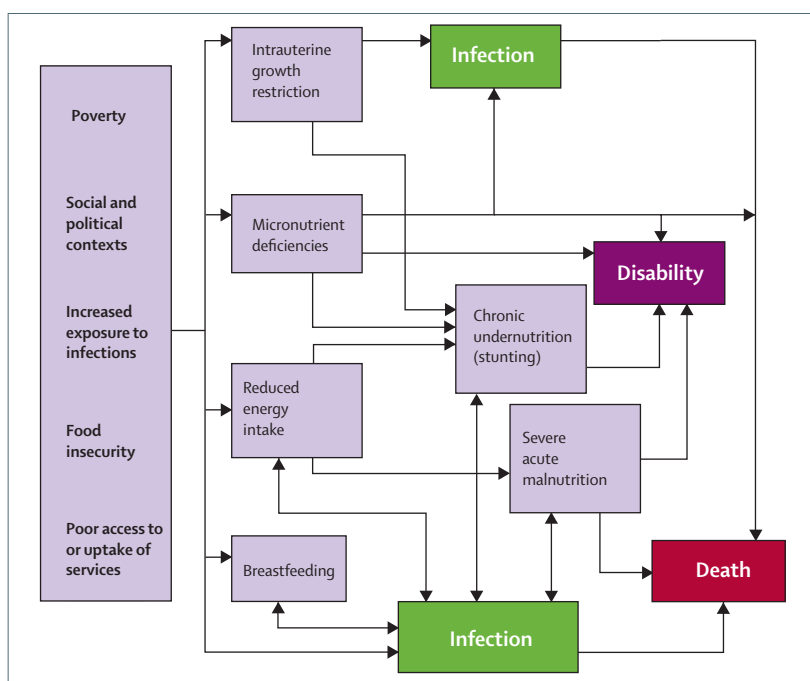 Poverty
Social and
political
contexts
Increased
exposure to
infections
Food
insecurity
Poor access to
or uptake of
services
Intrauterine
growth
restriction
Infection
Micronutrient
deficiencies
Disability
Chronic
undernutrition
(stunting)
Reduced
energy
intake
Severe
acute
malnutrition
Breastfeeding
Death
Infection